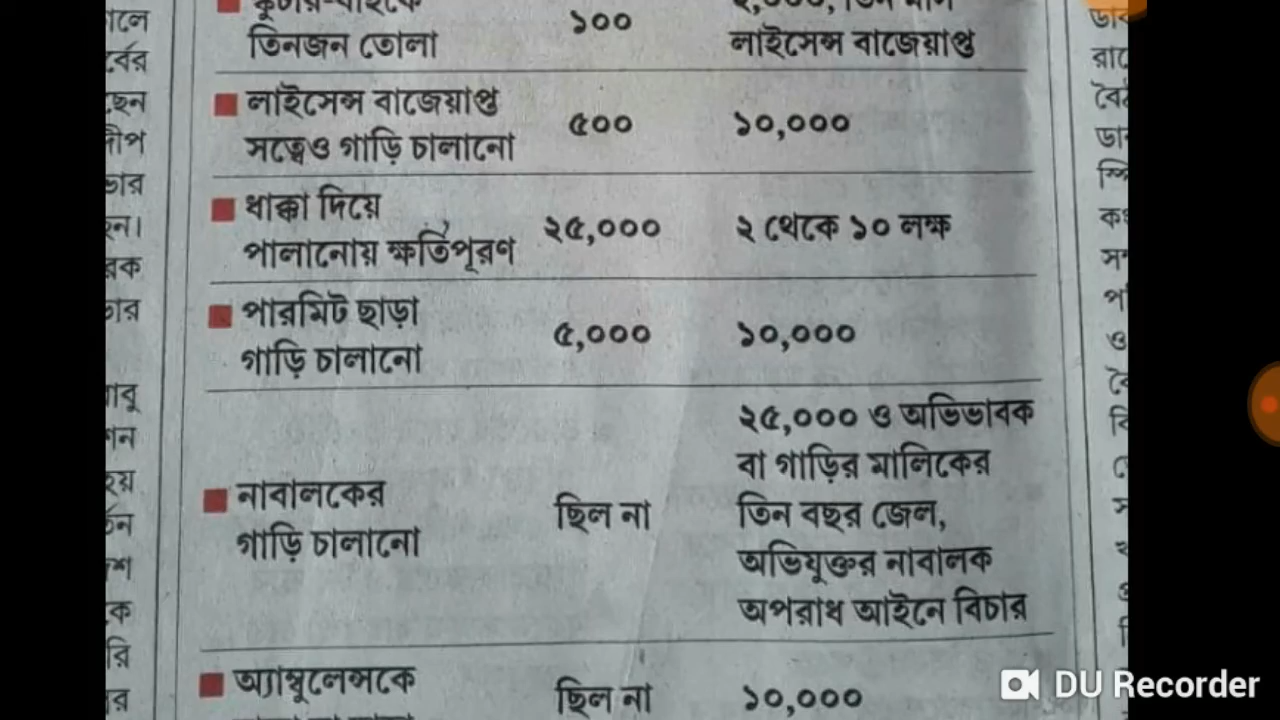 তিনজন তোলা
১০০
লাইসেন্স বাজেয়াপ্ত
লাইসেন্স বাজেয়াপ্ত
সত্ত্বেও গাড়ি চালানো
৫০০
১০,০০০
ধাক্কা দিয়ে
পালানোয় ক্ষতিপূরণ
২৫,০০০
২ থেকে ১০ লক্ষ
পারমিট ছাড়া
গাড়ি চালানো
৫,০০০
১০,০০০
নাবালকের
গাড়ি চালানো
ছিল না
২৫,০০০ ও অভিভাবক
বা গাড়ির মালিকের
তিন বছর জেল,
অভিযুক্তর নাবালক
অপরাধ আইনে বিচার
অ্যাম্বুলেন্সকে
ছিল না
১০,০০০
DU Recorder